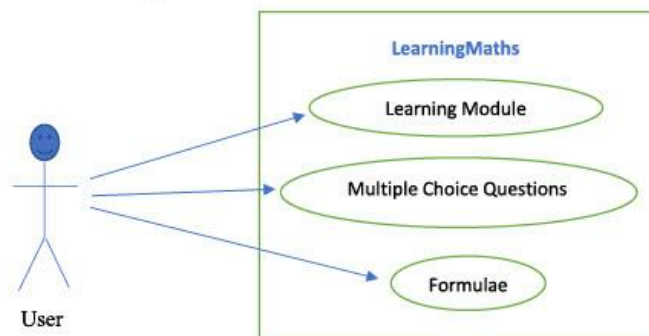 LearningMaths
Learning Module
Multiple Choice Questions
Formulae
User